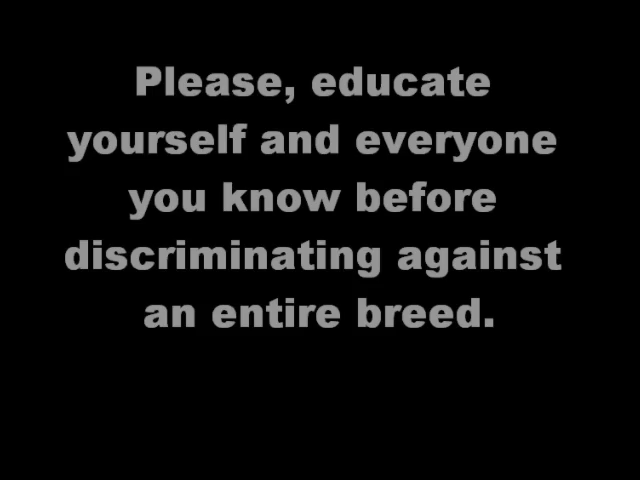 Please, educate
yourself and everyone
you know before
discriminating against
an entire breed.